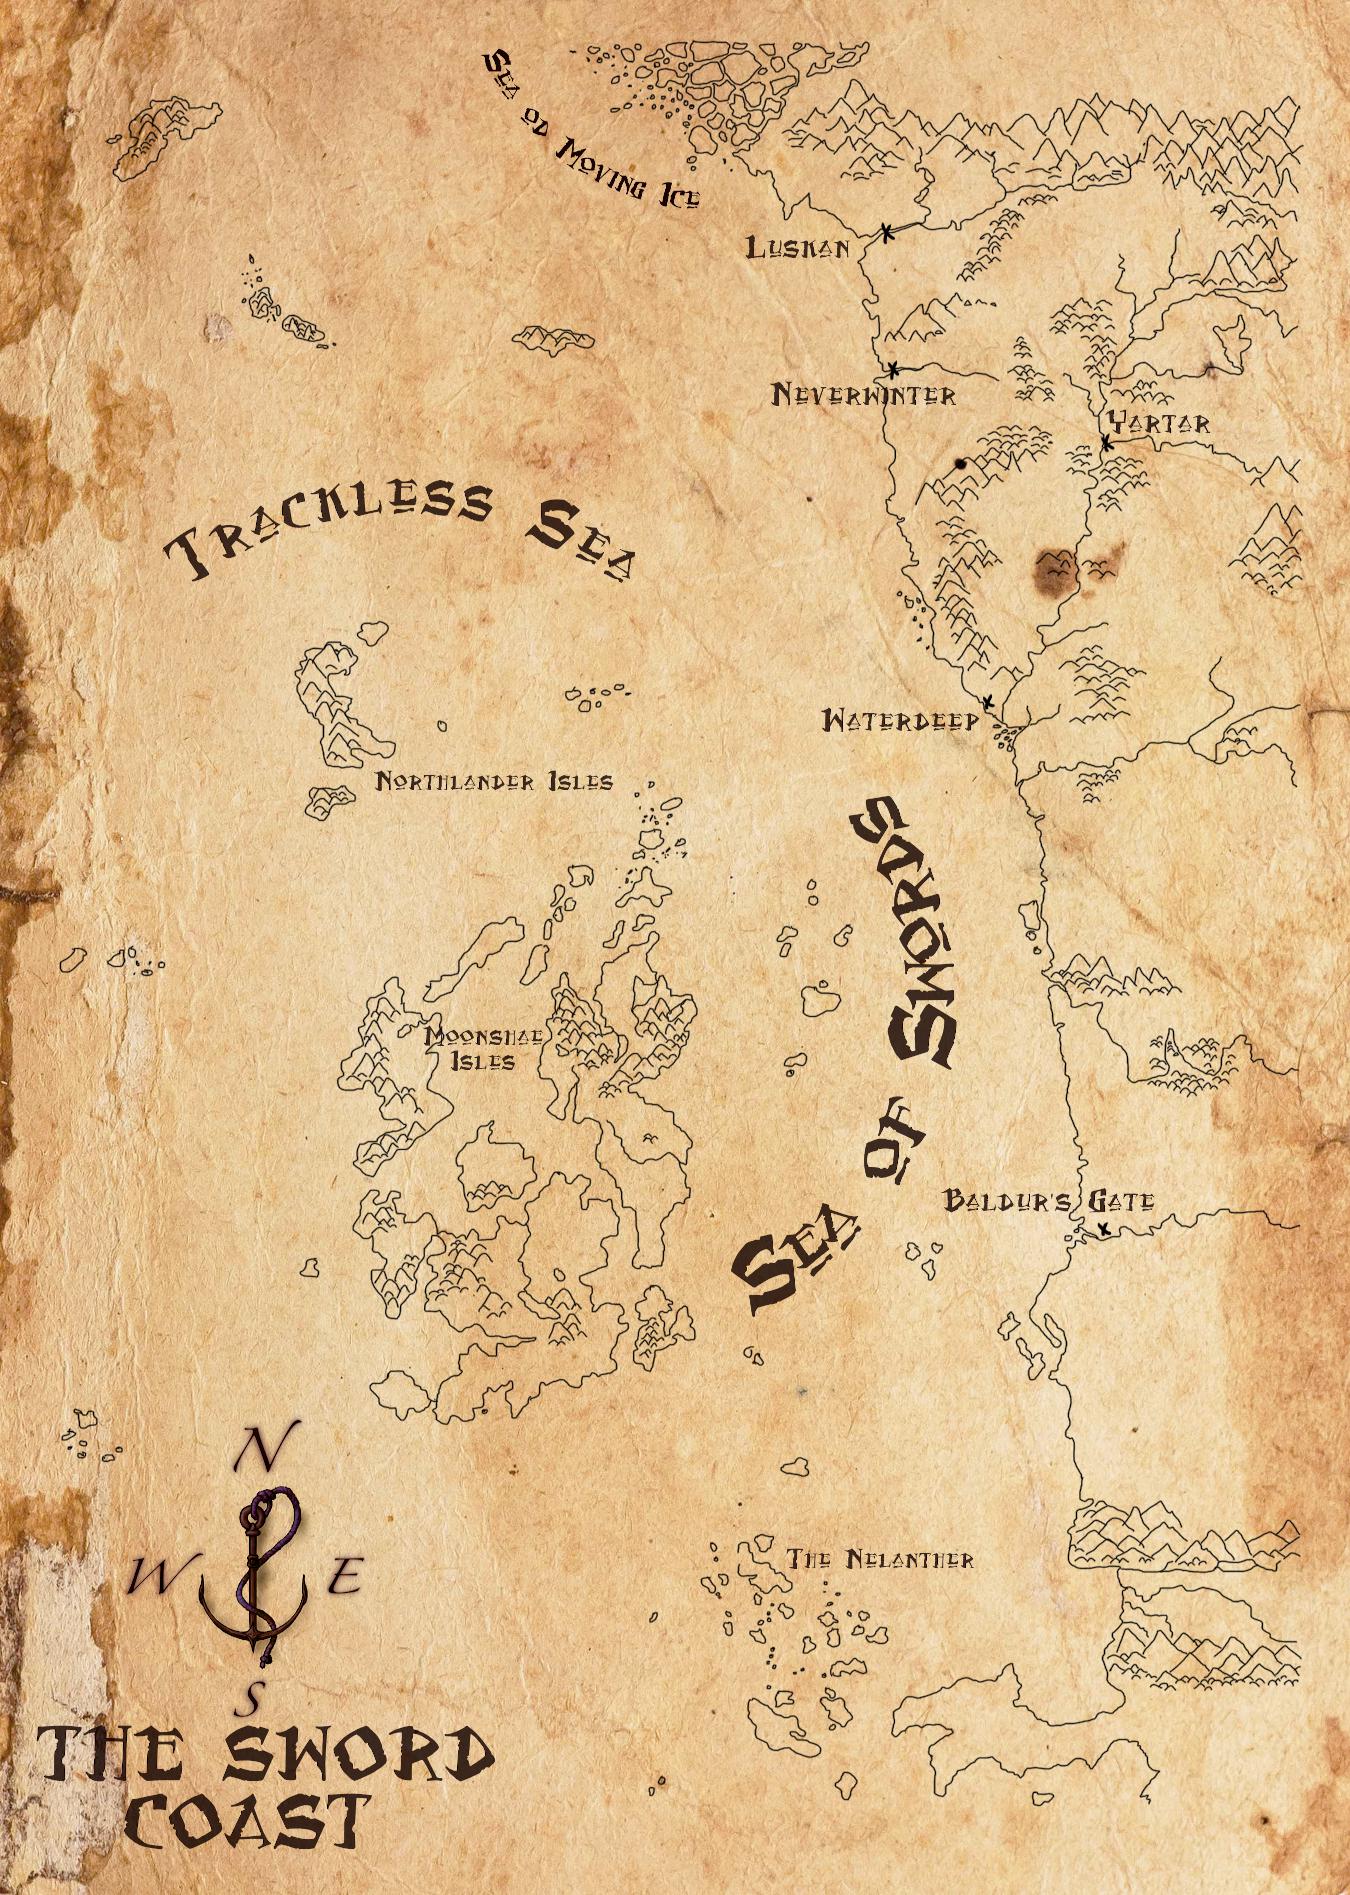 Sea od Moving Ice
Luskan
Neverwinter
Yartar
Trackless Sea
Waterdeep
Northlander Isles
Sea of Swords
Moonshae
Isles
Baldur's Gate
The Nelanther
N
W E
S
The Sword
Coast